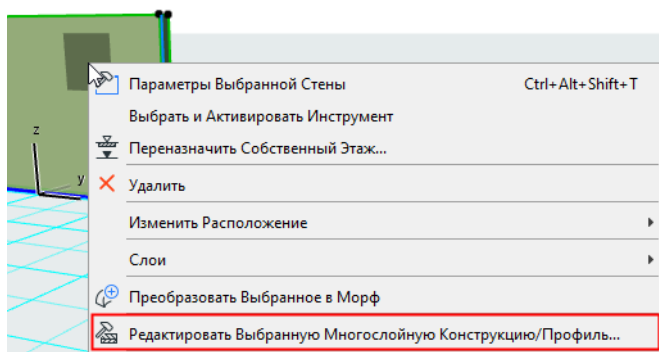 Параметры Выбранной Стены Ctrl+Alt+Shift+T
Выбрать и Активировать Инструмент
z
Переназначить Собственный Этаж...
y
Удалить
Изменить Расположение
Слои
Преобразовать Выбранное в Морф
Редактировать Выбранную Многослойную Конструкцию/Профиль...